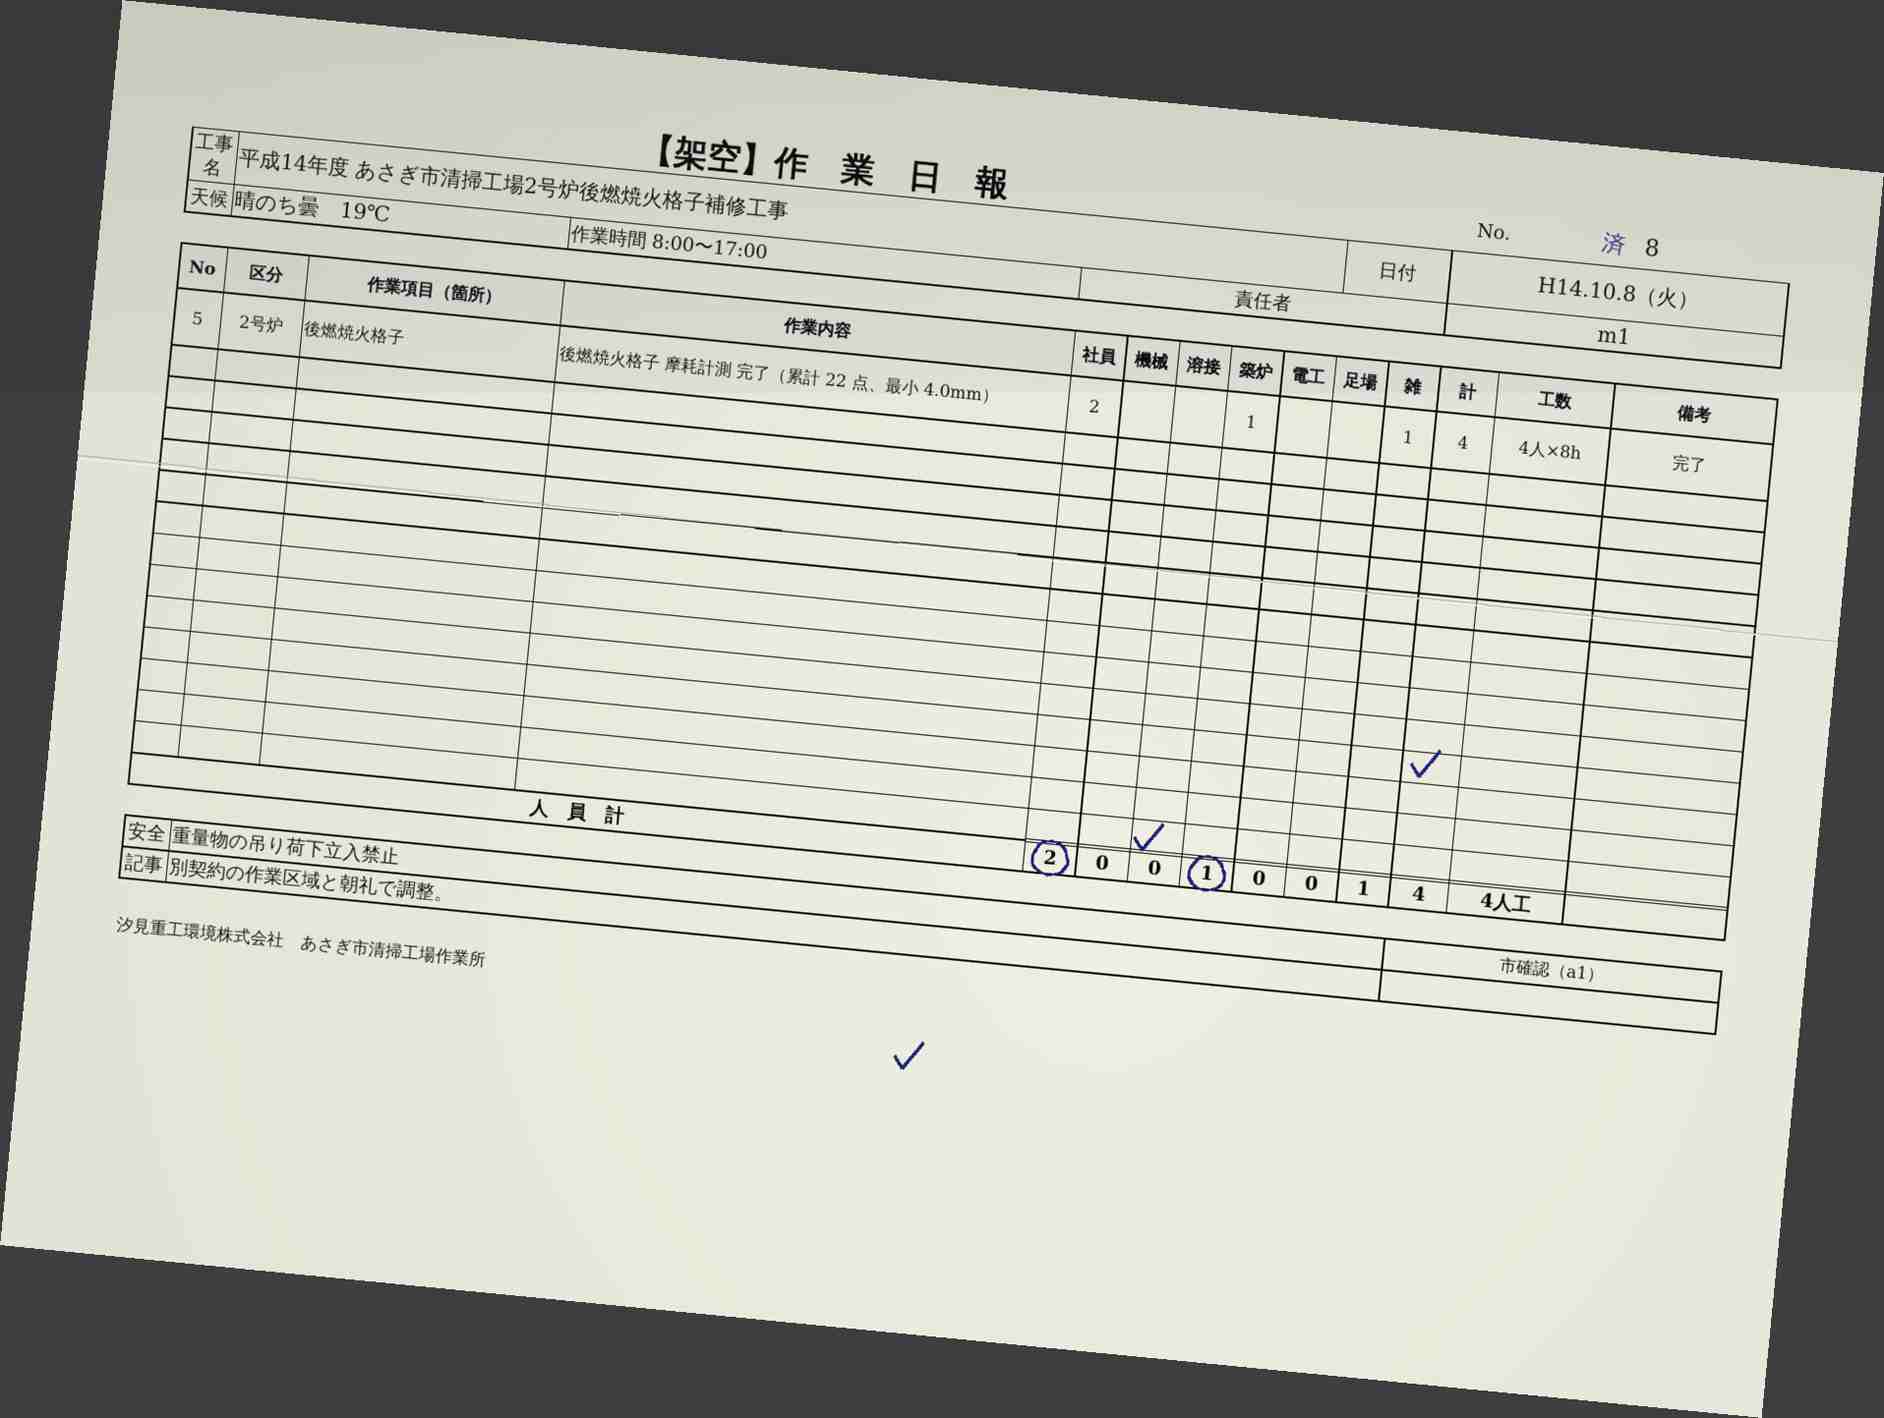 【架空】作 業 日 報
No. 済 8
工事名 平成14年度 あさぎ市清掃工場2号炉後燃焼火格子補修工事 日付 H14.10.8（火）
天候 晴のち曇 19℃ 作業時間 8:00〜17:00 責任者 m1
No 区分 作業項目（箇所） 作業内容 社員 機械 溶接 築炉 電工 足場 雑 計 工数 備考
5 2号炉 後燃焼火格子 後燃焼火格子 摩耗計測 完了（累計 22 点、最小 4.0mm） 2 1 1 4 4人×8h 完了
人 員 計 2 0 0 1 0 0 1 4 4人工
安全 重量物の吊り荷下立入禁止 市確認（a1）
記事 別契約の作業区域と朝礼で調整。
汐見重工環境株式会社 あさぎ市清掃工場作業所